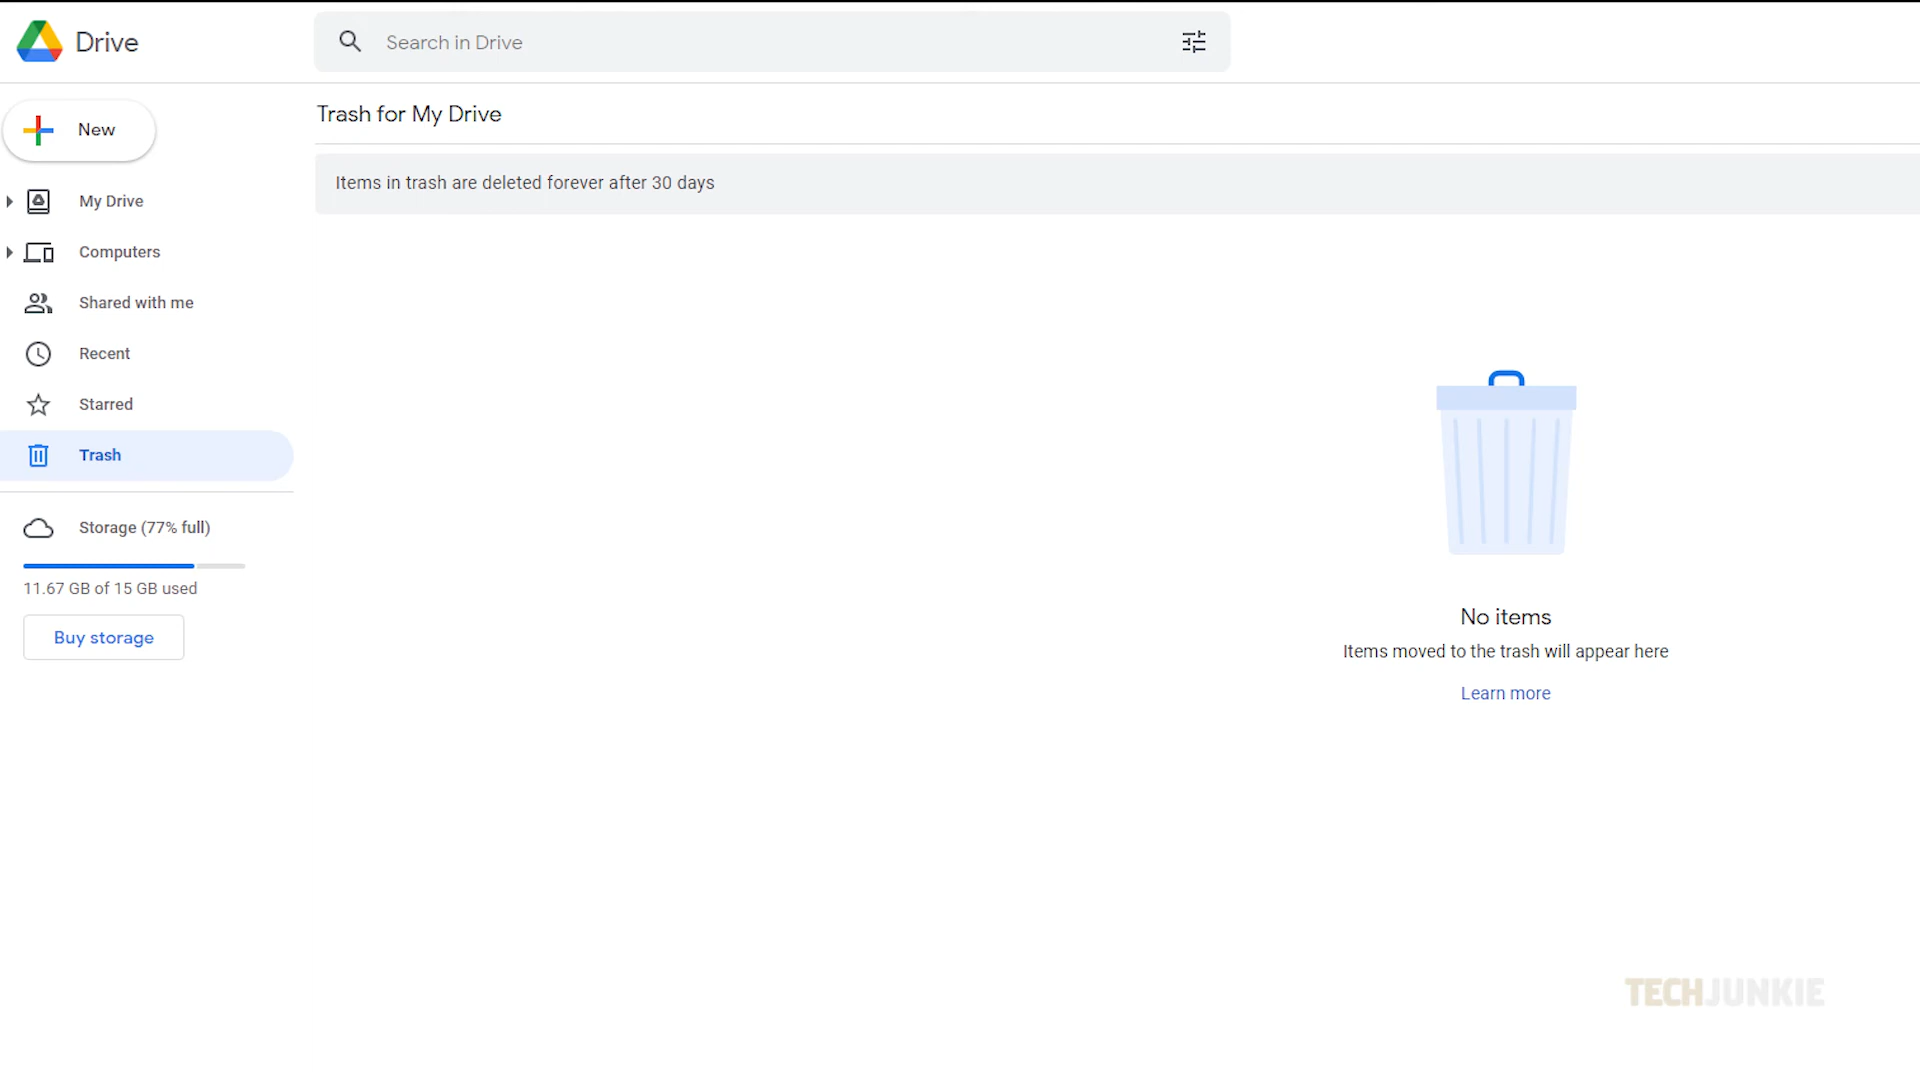 Drive
Search in Drive
New
Trash for My Drive
Items in trash are deleted forever after 30 days
My Drive
Computers
Shared with me
Recent
Starred
Trash
Storage (77% full)
11.67 GB of 15 GB used
Buy storage
No items
Items moved to the trash will appear here
Learn more
TECHJUNKIE